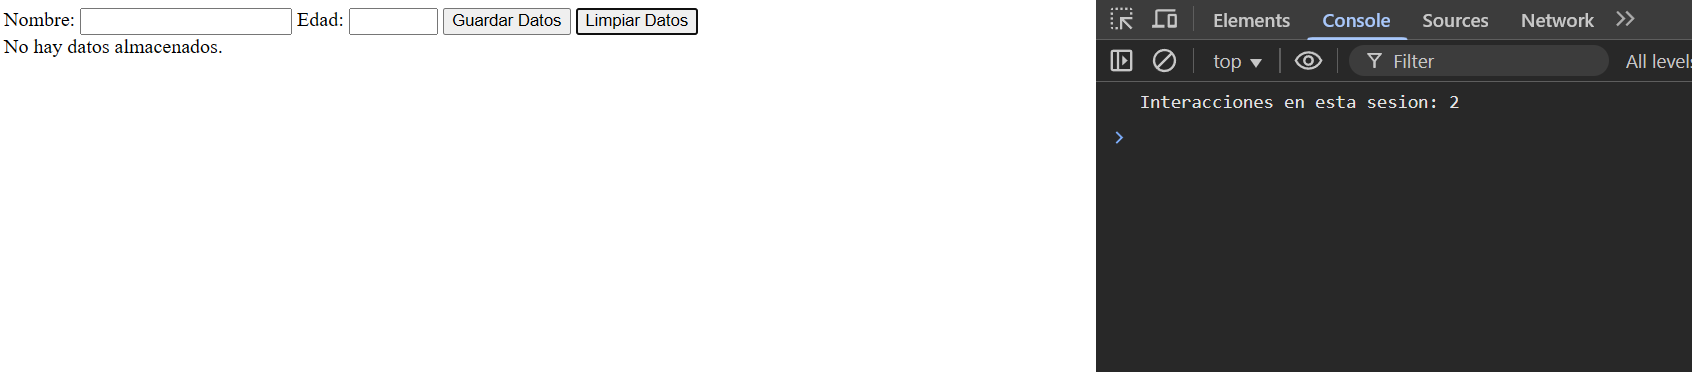 Nombre: Edad: Guardar Datos Limpiar Datos
No hay datos almacenados.
Elements Console Sources Network
top Filter All levels
Interacciones en esta sesion: 2